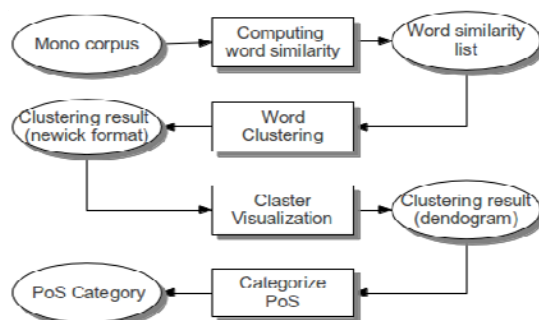 Mono corpus
Computing
word similarity
Word similarity
list
Clustering result
(newick format)
Word
Clustering
Claster
Visualization
Clustering result
(dendogram)
PoS Category
Categorize
PoS